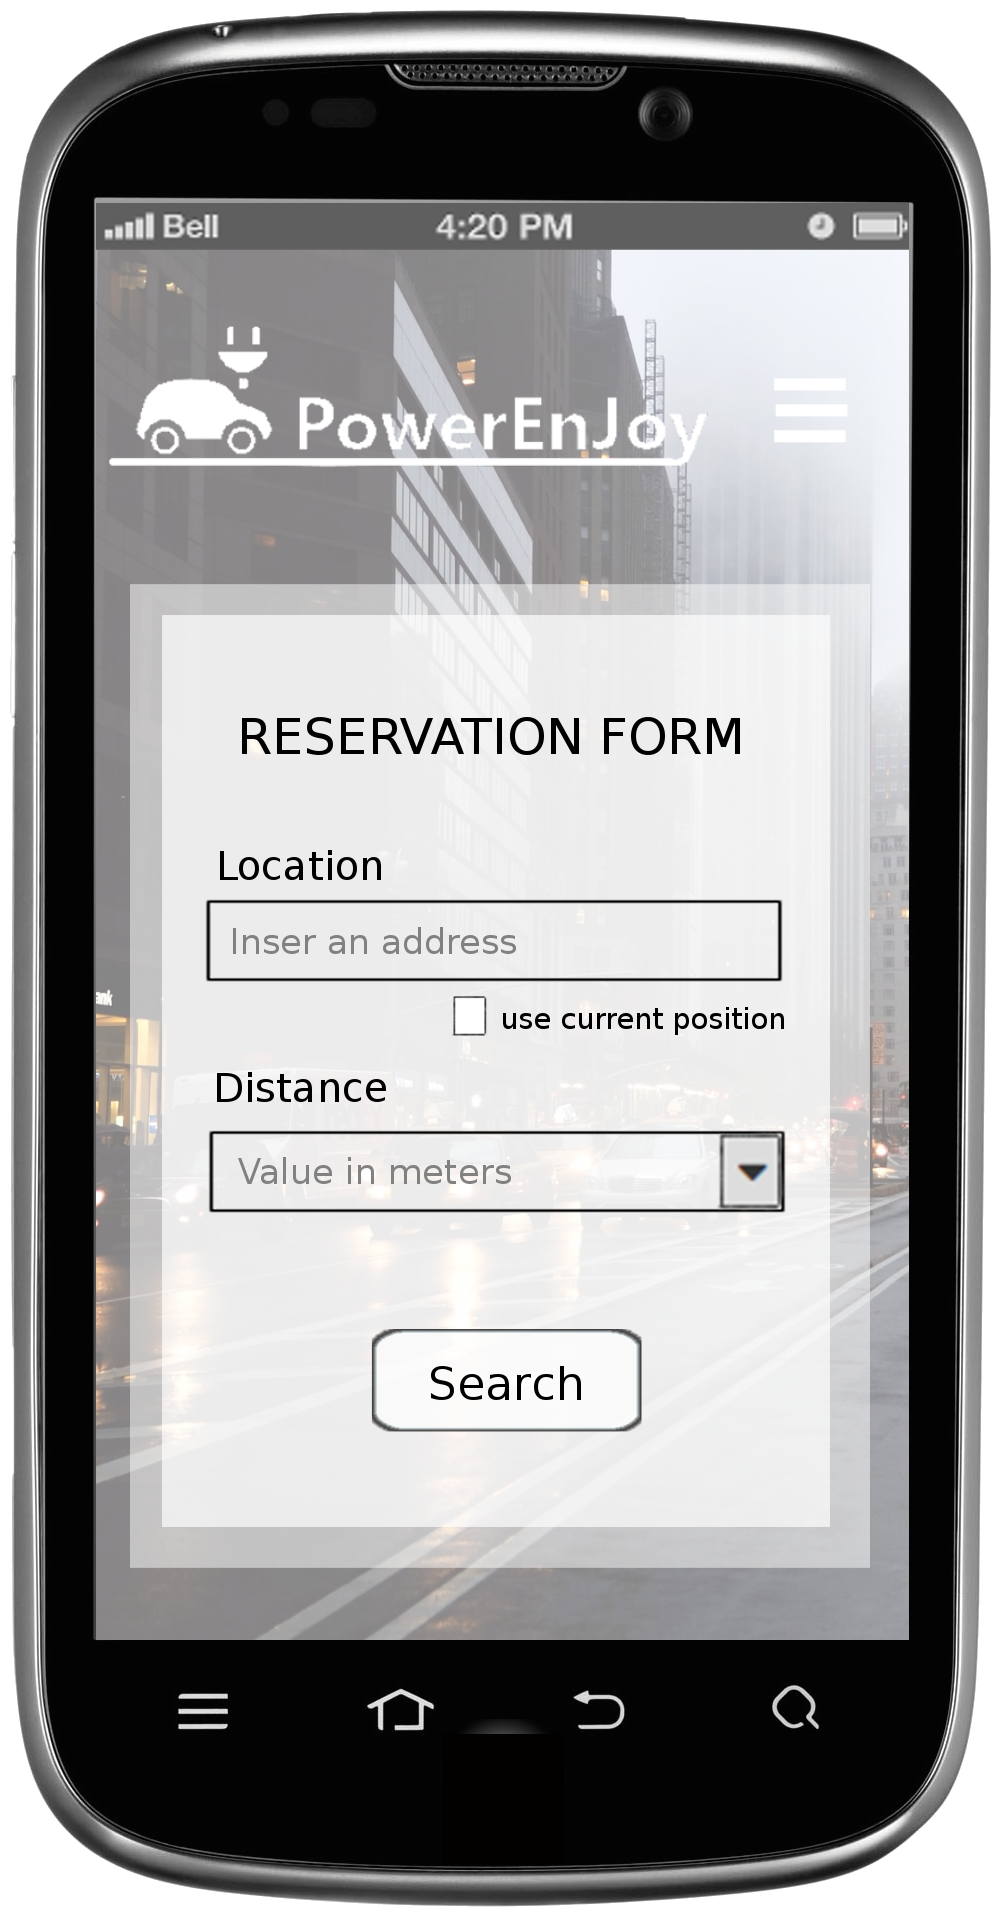 Bell 4:20 PM
PowerEnJoy
RESERVATION FORM
Location
Inser an address
use current position
ank
Distance
Value in meters
Search